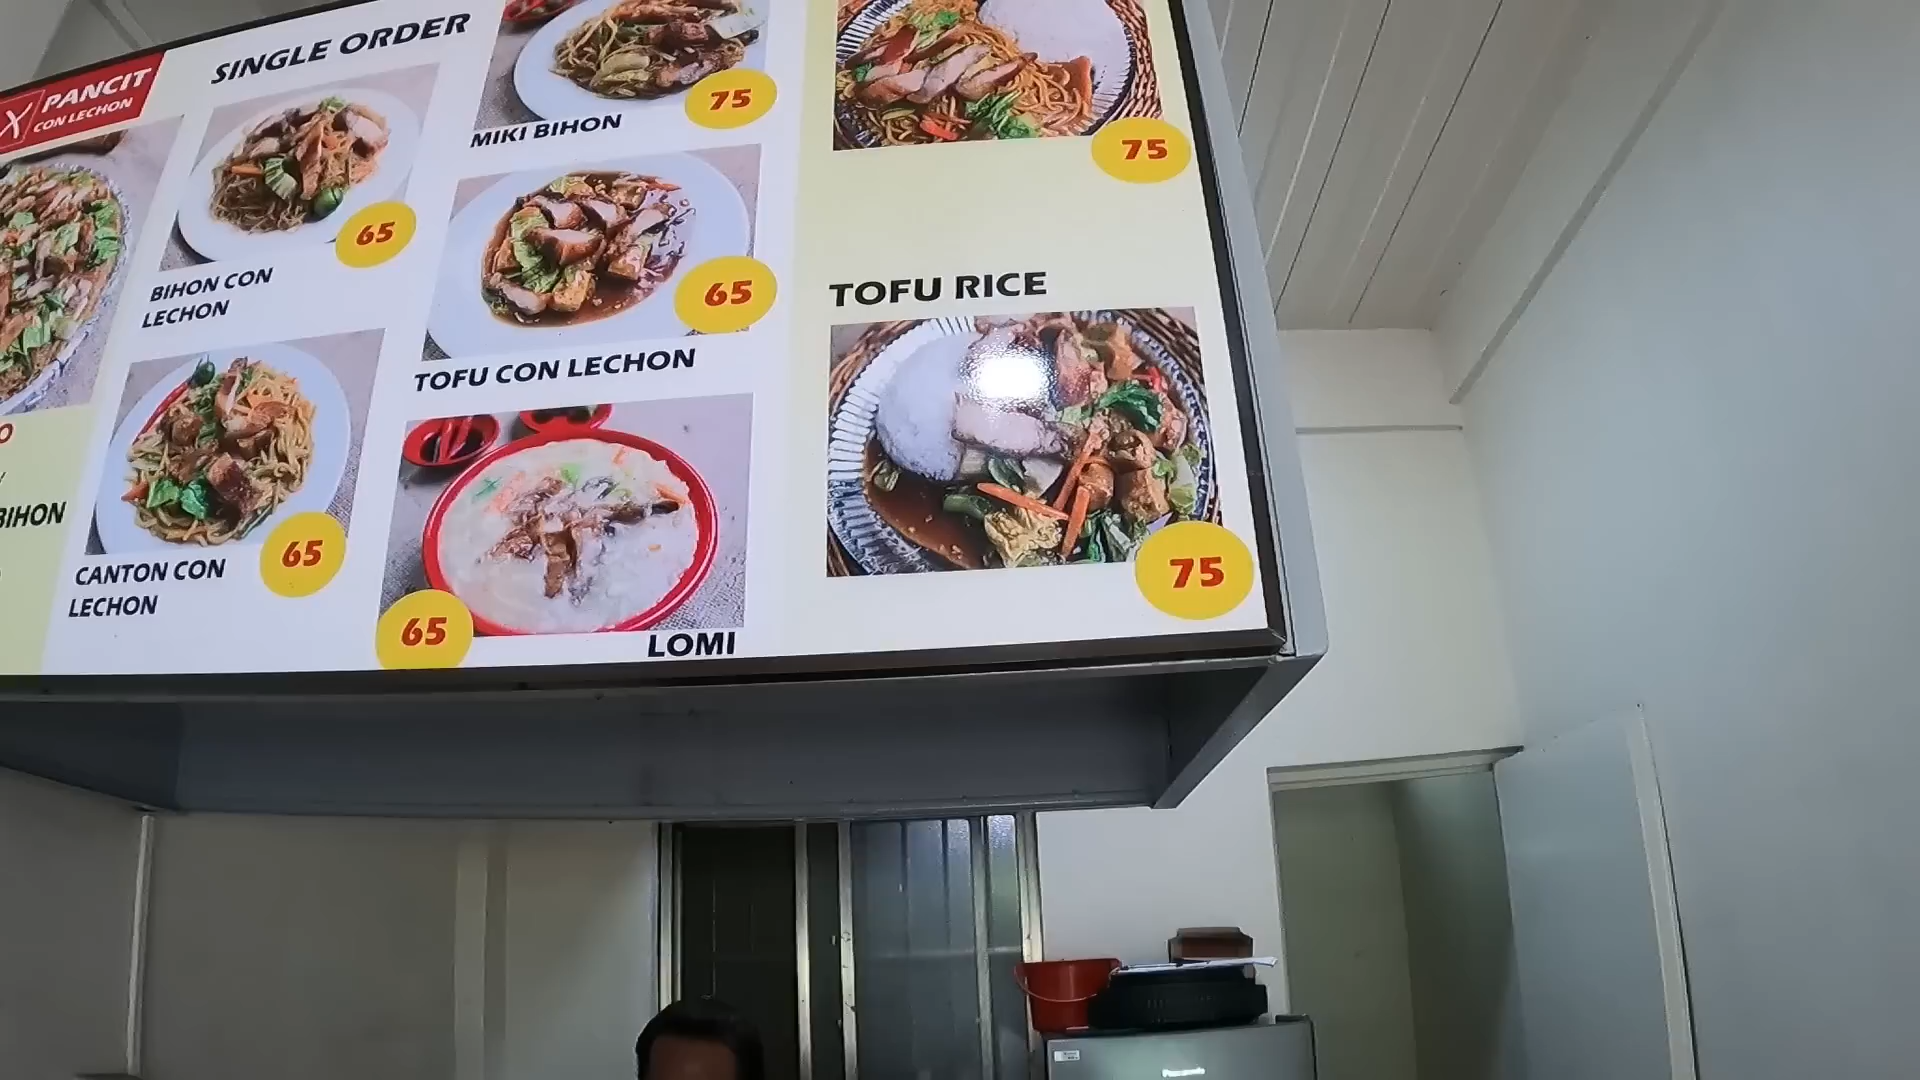 PANCIT
CON LECHON
SINGLE ORDER
65
BIHON CON
LECHON
65
CANTON CON
LECHON
75
MIKI BIHON
65
TOFU CON LECHON
65
LOMI
75
TOFU RICE
75
BIHON
Panasonic